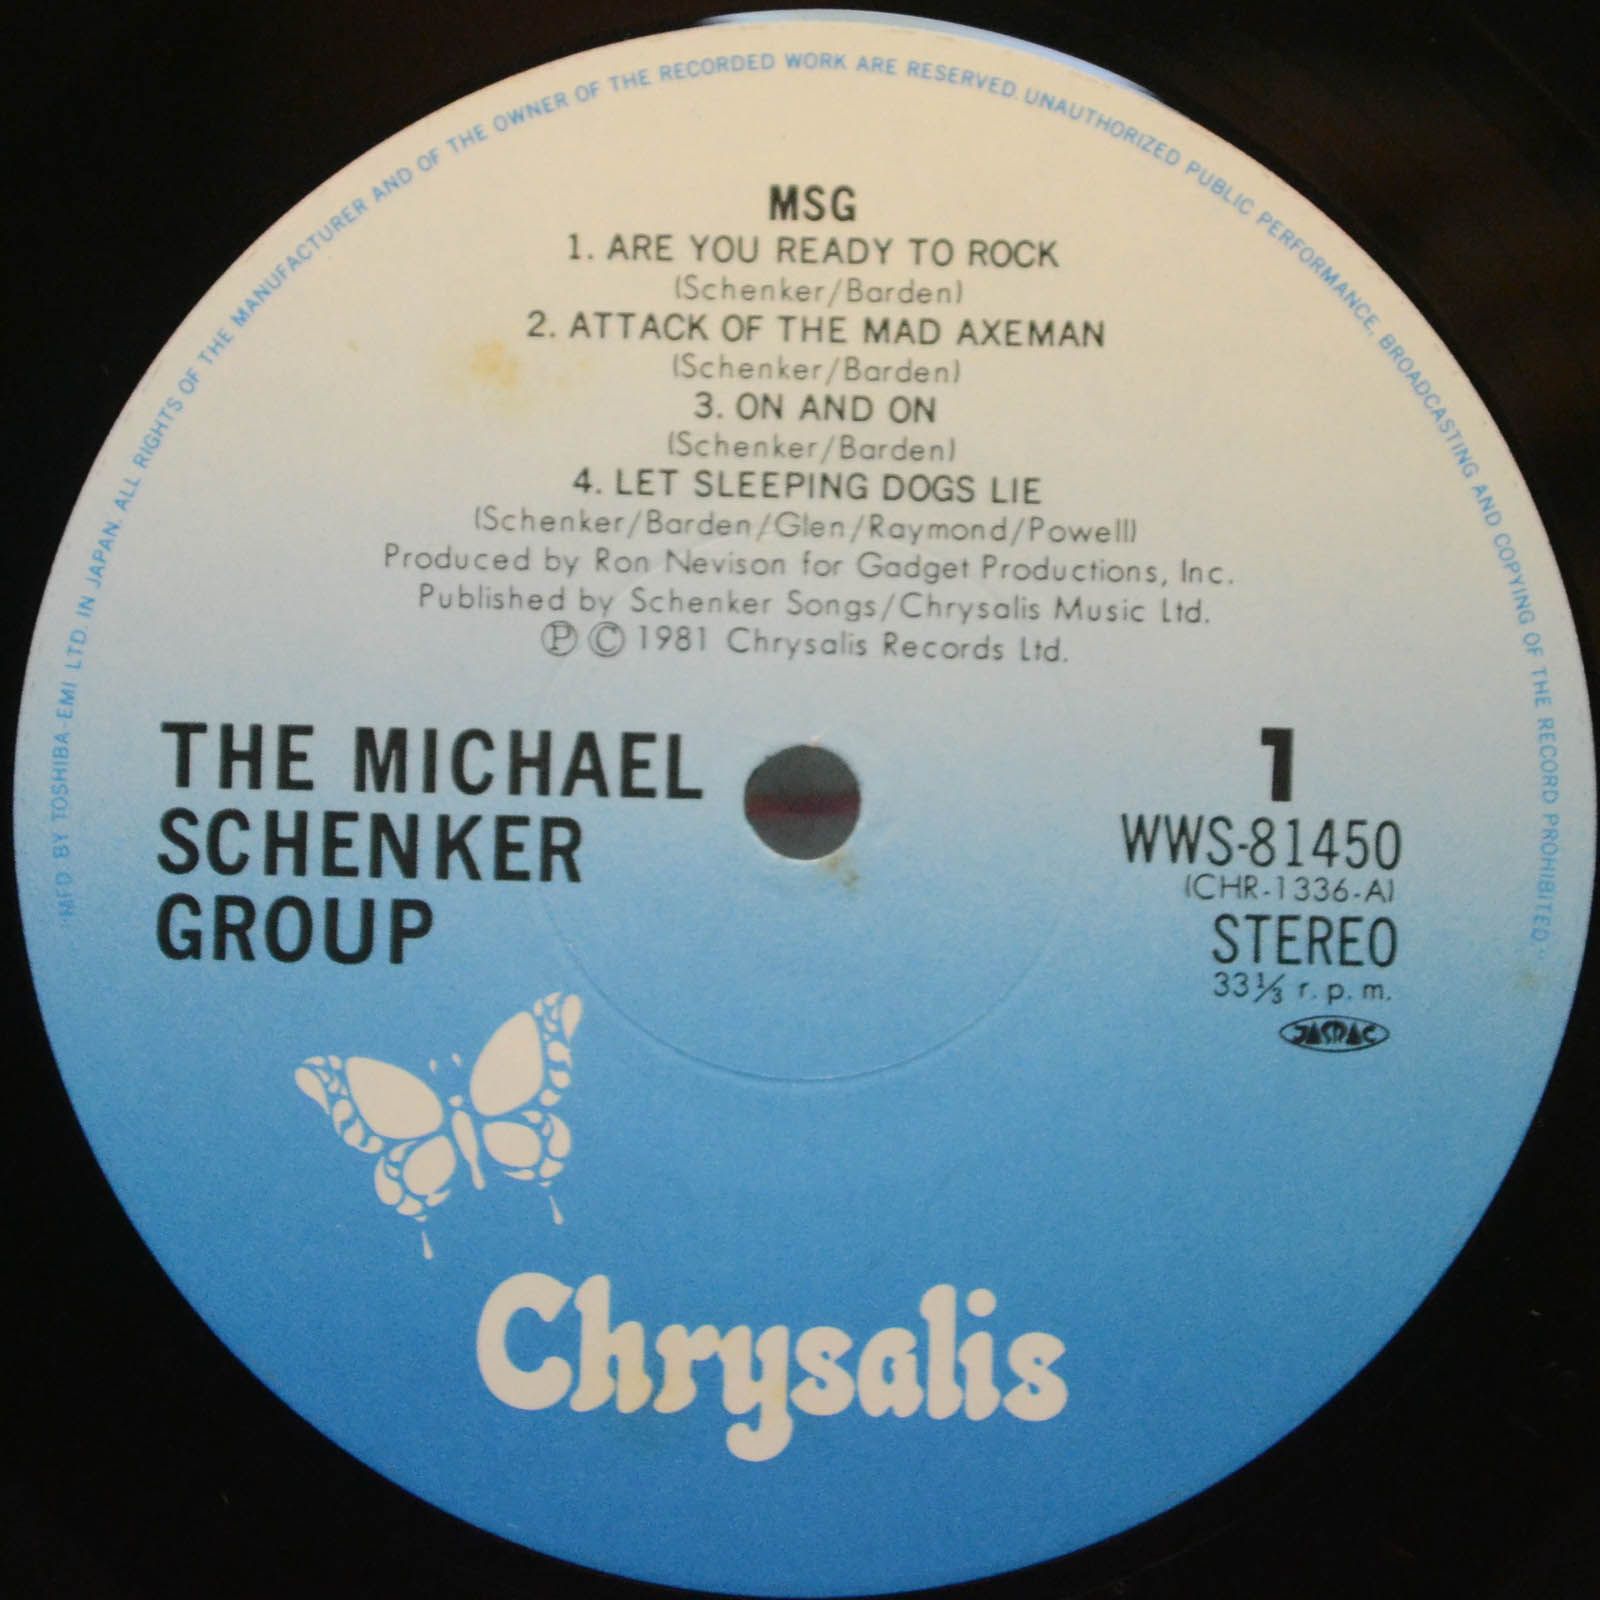 "MFD BY TOSHIBA-EMI LTD. IN JAPAN. ALL RIGHTS OF THE MANUFACTURER AND OF THE OWNER OF THE RECORDED WORK ARE RESERVED. UNAUTHORIZED PUBLIC PERFORMANCE, BROADCASTING AND COPYING OF THE RECORD PROHIBITED."
MSG
1. ARE YOU READY TO ROCK
(Schenker/Barden)
2. ATTACK OF THE MAD AXEMAN
(Schenker/Barden)
3. ON AND ON
(Schenker/Barden)
4. LET SLEEPING DOGS LIE
(Schenker/Barden/Glen/Raymond/Powell)
Produced by Ron Nevison for Gadget Productions, Inc.
Published by Schenker Songs/Chrysalis Music Ltd.
Ⓟ Ⓒ 1981 Chrysalis Records Ltd.
THE MICHAEL
SCHENKER
GROUP
1
WWS-81450
(CHR-1336-A)
STEREO
33⅓ r.p.m.
JASRAC
Chrysalis